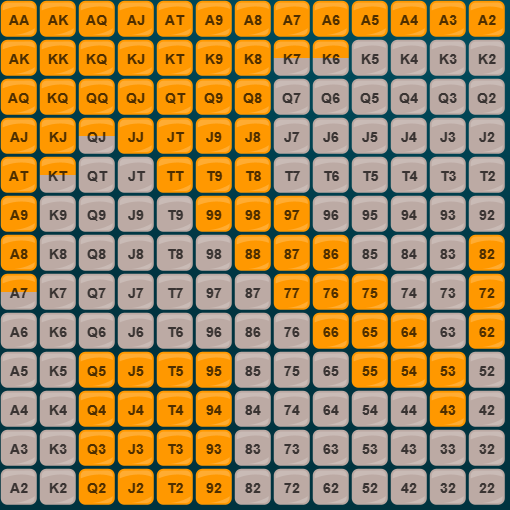 AA AK AQ AJ AT A9 A8 A7 A6 A5 A4 A3 A2
AK KK KQ KJ KT K9 K8 K7 K6 K5 K4 K3 K2
AQ KQ QQ QJ QT Q9 Q8 Q7 Q6 Q5 Q4 Q3 Q2
AJ KJ QJ JJ JT J9 J8 J7 J6 J5 J4 J3 J2
AT KT QT JT TT T9 T8 T7 T6 T5 T4 T3 T2
A9 K9 Q9 J9 T9 99 98 97 96 95 94 93 92
A8 K8 Q8 J8 T8 98 88 87 86 85 84 83 82
A7 K7 Q7 J7 T7 97 87 77 76 75 74 73 72
A6 K6 Q6 J6 T6 96 86 76 66 65 64 63 62
A5 K5 Q5 J5 T5 95 85 75 65 55 54 53 52
A4 K4 Q4 J4 T4 94 84 74 64 54 44 43 42
A3 K3 Q3 J3 T3 93 83 73 63 53 43 33 32
A2 K2 Q2 J2 T2 92 82 72 62 52 42 32 22